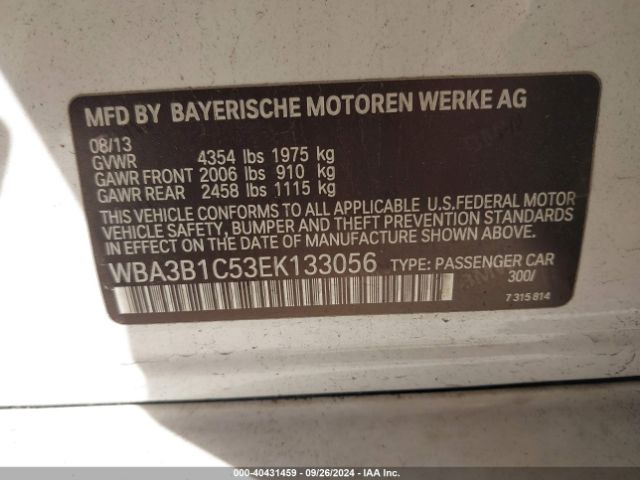 MFD BY BAYERISCHE MOTOREN WERKE AG
08/13
GVWR 4354 lbs 1975 kg
GAWR FRONT 2006 lbs 910 kg
GAWR REAR 2458 lbs 1115 kg
THIS VEHICLE CONFORMS TO ALL APPLICABLE U.S.FEDERAL MOTOR
VEHICLE SAFETY, BUMPER AND THEFT PREVENTION STANDARDS
IN EFFECT ON THE DATE OF MANUFACTURE SHOWN ABOVE.
WBA3B1C53EK133056 TYPE: PASSENGER CAR
300/
7 315 814
000-40431459 - 09/26/2024 - IAA Inc.